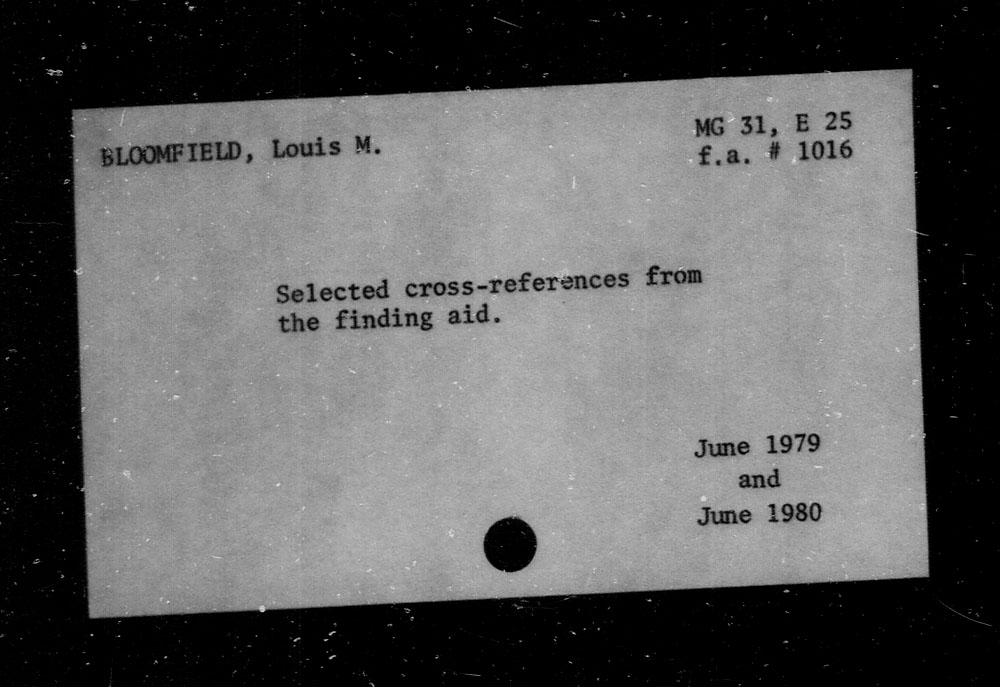 BLOOMFIELD, Louis M.
MG 31, E 25
f.a. # 1016
Selected cross-references from
the finding aid.
June 1979
and
June 1980